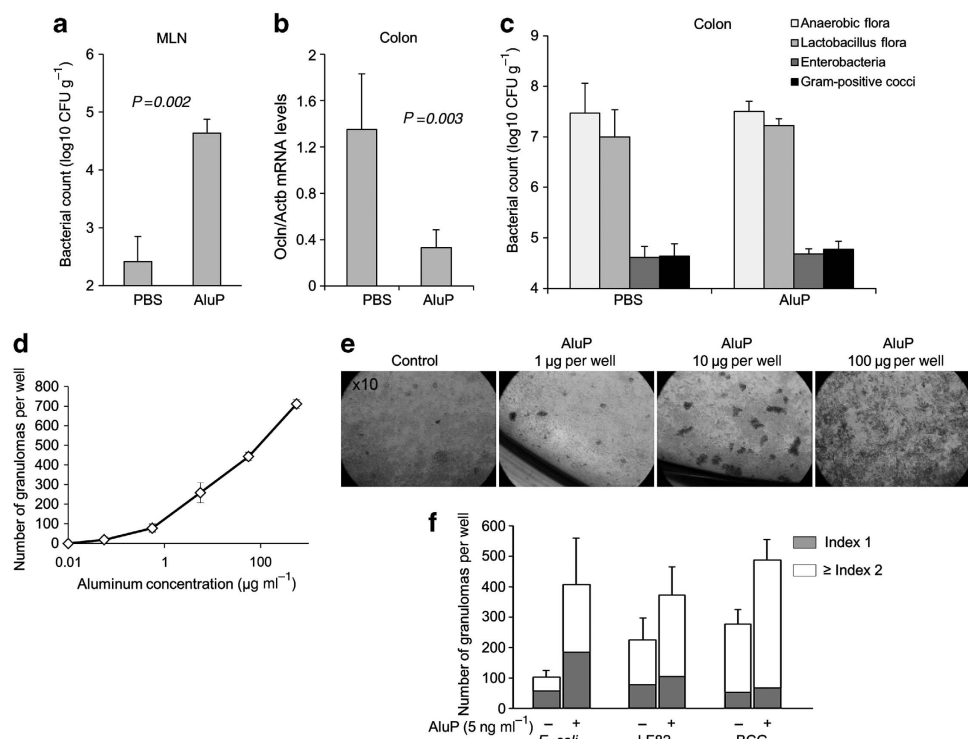 a
MLN
Bacterial count (log10 CFU g⁻¹)
6
5
4
3
2
P=0.002
PBS
AluP
b
Colon
Ocln/Actb mRNA levels
2
1.6
1.2
0.8
0.4
0
P=0.003
PBS
AluP
c
Colon
Anaerobic flora
Lactobacillus flora
Enterobacteria
Gram-positive cocci
Bacterial count (log10 CFU g⁻¹)
9
8
7
6
5
4
PBS
AluP
d
Number of granulomas per well
800
700
600
500
400
300
200
100
0
0.01
1
100
Aluminum concentration (µg ml⁻¹)
e
Control
AluP
1 µg per well
AluP
10 µg per well
AluP
100 µg per well
x10
f
Number of granulomas per well
600
500
400
300
200
100
0
Index 1
≥ Index 2
AluP (5 ng ml⁻¹)
– + – + – +
E. coli
LF82
BCG